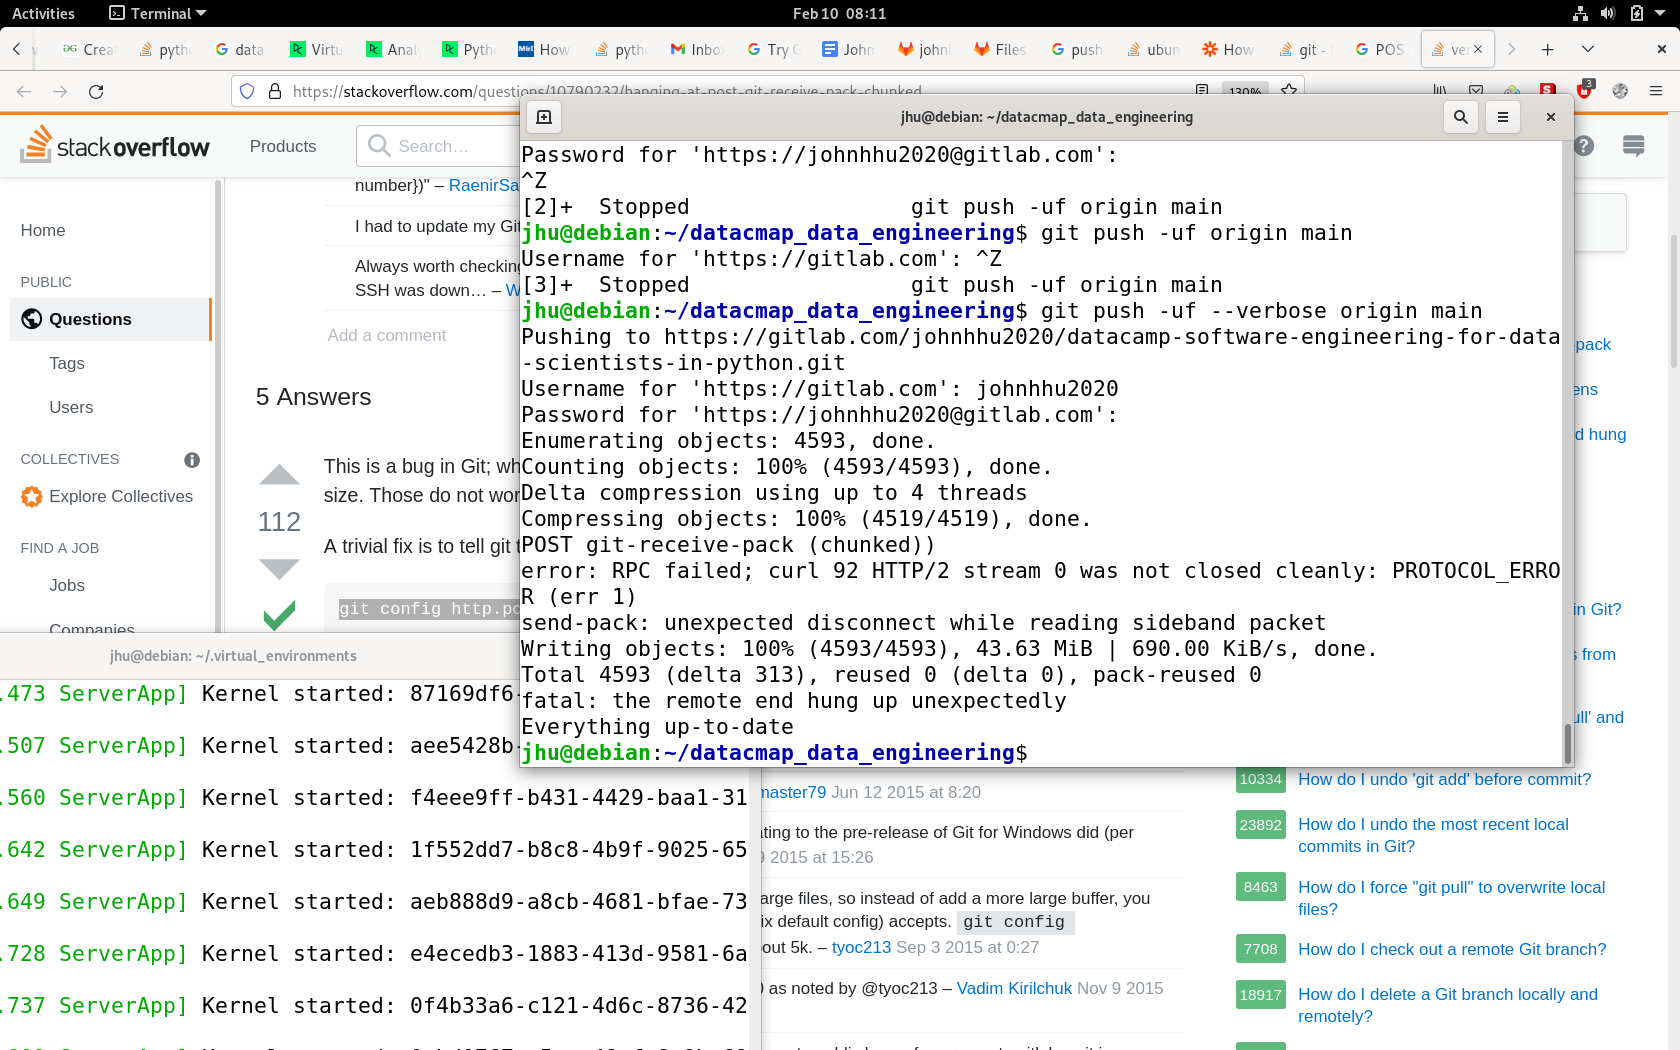 Activities
Terminal
Feb 10 08:11
Crea
pyth
data
Virtu
Anal
Pyth
M&E How
pyth
Inbo
Try G
John
johnl
Files
push
ubun
How
git -
POS
ver
https://stackoverflow.com/questions/10790232/hanging-at-post-git-receive-pack-chunked
130%
3
stackoverflow
Products
Search…
Home
PUBLIC
Questions
Tags
Users
COLLECTIVES
Explore Collectives
FIND A JOB
Jobs
Companies
number})" – RaenirSa
I had to update my Git
Always worth checking
SSH was down… – W
Add a comment
5 Answers
112
This is a bug in Git; wh
size. Those do not wor
A trivial fix is to tell git t
git config http.po
jhu@debian: ~/datacmap_data_engineering
Password for 'https://johnhhu2020@gitlab.com':
^Z
[2]+  Stopped                 git push -uf origin main
jhu@debian:~/datacmap_data_engineering$ git push -uf origin main
Username for 'https://gitlab.com': ^Z
[3]+  Stopped                 git push -uf origin main
jhu@debian:~/datacmap_data_engineering$ git push -uf --verbose origin main
Pushing to https://gitlab.com/johnhhu2020/datacamp-software-engineering-for-data
-scientists-in-python.git
Username for 'https://gitlab.com': johnhhu2020
Password for 'https://johnhhu2020@gitlab.com':
Enumerating objects: 4593, done.
Counting objects: 100% (4593/4593), done.
Delta compression using up to 4 threads
Compressing objects: 100% (4519/4519), done.
POST git-receive-pack (chunked))
error: RPC failed; curl 92 HTTP/2 stream 0 was not closed cleanly: PROTOCOL_ERRO
R (err 1)
send-pack: unexpected disconnect while reading sideband packet
Writing objects: 100% (4593/4593), 43.63 MiB | 690.00 KiB/s, done.
Total 4593 (delta 313), reused 0 (delta 0), pack-reused 0
fatal: the remote end hung up unexpectedly
Everything up-to-date
jhu@debian:~/datacmap_data_engineering$
-pack
ens
d hung
in Git?
s from
ull' and
jhu@debian: ~/.virtual_environments
.473 ServerApp] Kernel started: 87169df6-
.507 ServerApp] Kernel started: aee5428b-
.560 ServerApp] Kernel started: f4eee9ff-b431-4429-baa1-31
.642 ServerApp] Kernel started: 1f552dd7-b8c8-4b9f-9025-65
.649 ServerApp] Kernel started: aeb888d9-a8cb-4681-bfae-73
.728 ServerApp] Kernel started: e4ecedb3-1883-413d-9581-6a
.737 ServerApp] Kernel started: 0f4b33a6-c121-4d6c-8736-42
master79 Jun 12 2015 at 8:20
ating to the pre-release of Git for Windows did (per
9 2015 at 15:26
arge files, so instead of add a more large buffer, you
ix default config) accepts. git config
out 5k. – tyoc213 Sep 3 2015 at 0:27
0 as noted by @tyoc213 – Vadim Kirilchuk Nov 9 2015
10334 How do I undo 'git add' before commit?
23892 How do I undo the most recent local
commits in Git?
8463 How do I force "git pull" to overwrite local
files?
7708 How do I check out a remote Git branch?
18917 How do I delete a Git branch locally and
remotely?